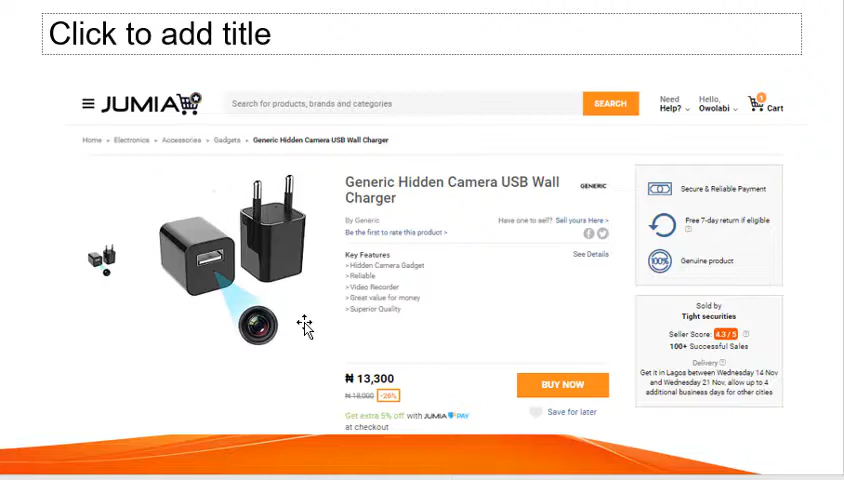 Click to add title
JUMIA
Search for products, brands and categories
SEARCH
Need Help?
Hello, Owolabi
1
Cart
Home
Electronics
Accessories
Gadgets
Generic Hidden Camera USB Wall Charger
Generic Hidden Camera USB Wall
Charger
GENERIC
By Generic
Have one to sell? Sell yours Here >
Be the first to rate this product >
Key Features
See Details
> Hidden Camera Gadget
> Reliable
> Video Recorder
> Great value for money
> Superior Quality
₦ 13,300
₦ 18,000
-26%
BUY NOW
Get extra 5% off with JUMIA PAY
at checkout
Save for later
Secure & Reliable Payment
Free 7-day return if eligible
100%
Genuine product
Sold by
Tight securities
Seller Score: 4.3 / 5
100+ Successful Sales
Delivery
Get it in Lagos between Wednesday 14 Nov
and Wednesday 21 Nov, allow up to 4
additional business days for other cities